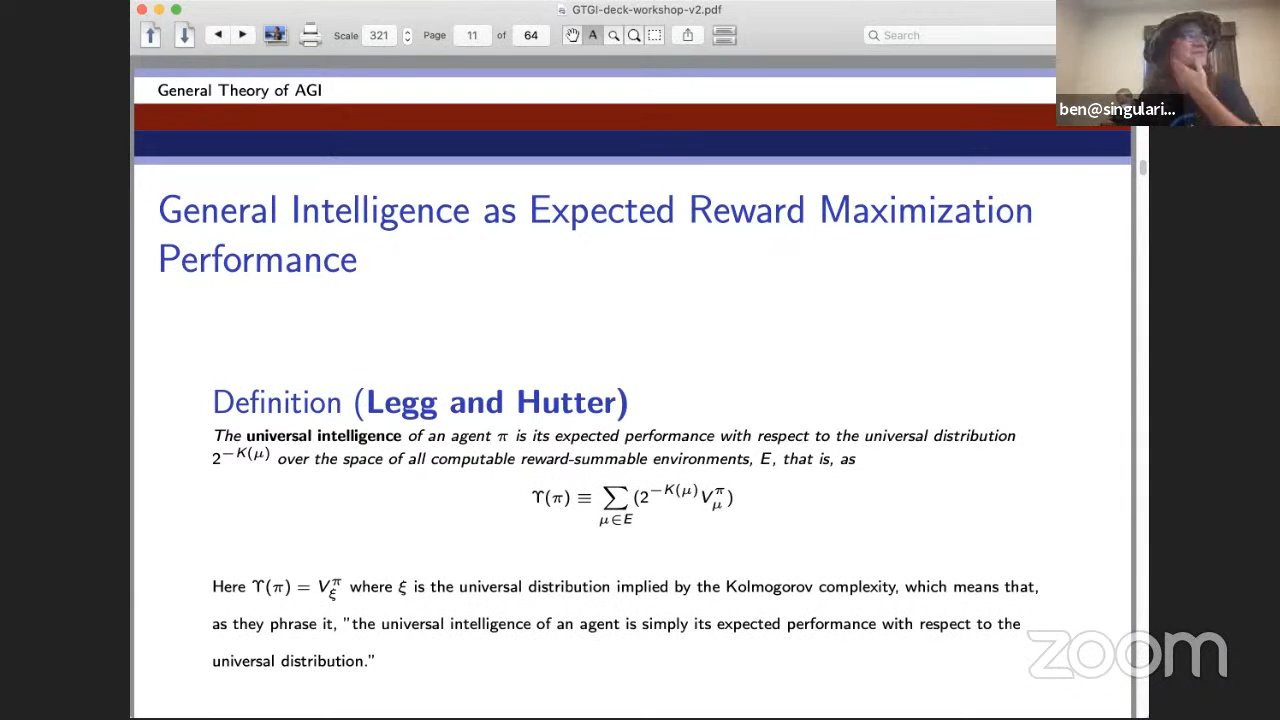 GTGI-deck-workshop-v2.pdf
Scale 321 Page 11 of 64 A Search
ben@singulari...
General Theory of AGI
General Intelligence as Expected Reward Maximization
Performance
Definition (Legg and Hutter)
The universal intelligence of an agent π is its expected performance with respect to the universal distribution
2^{−K(μ)} over the space of all computable reward-summable environments, E, that is, as
ϒ(π) ≡ ∑_{μ∈E} (2^{−K(μ)} V_μ^π)
Here ϒ(π) = V_ξ^π where ξ is the universal distribution implied by the Kolmogorov complexity, which means that,
as they phrase it, "the universal intelligence of an agent is simply its expected performance with respect to the
universal distribution."
zoom